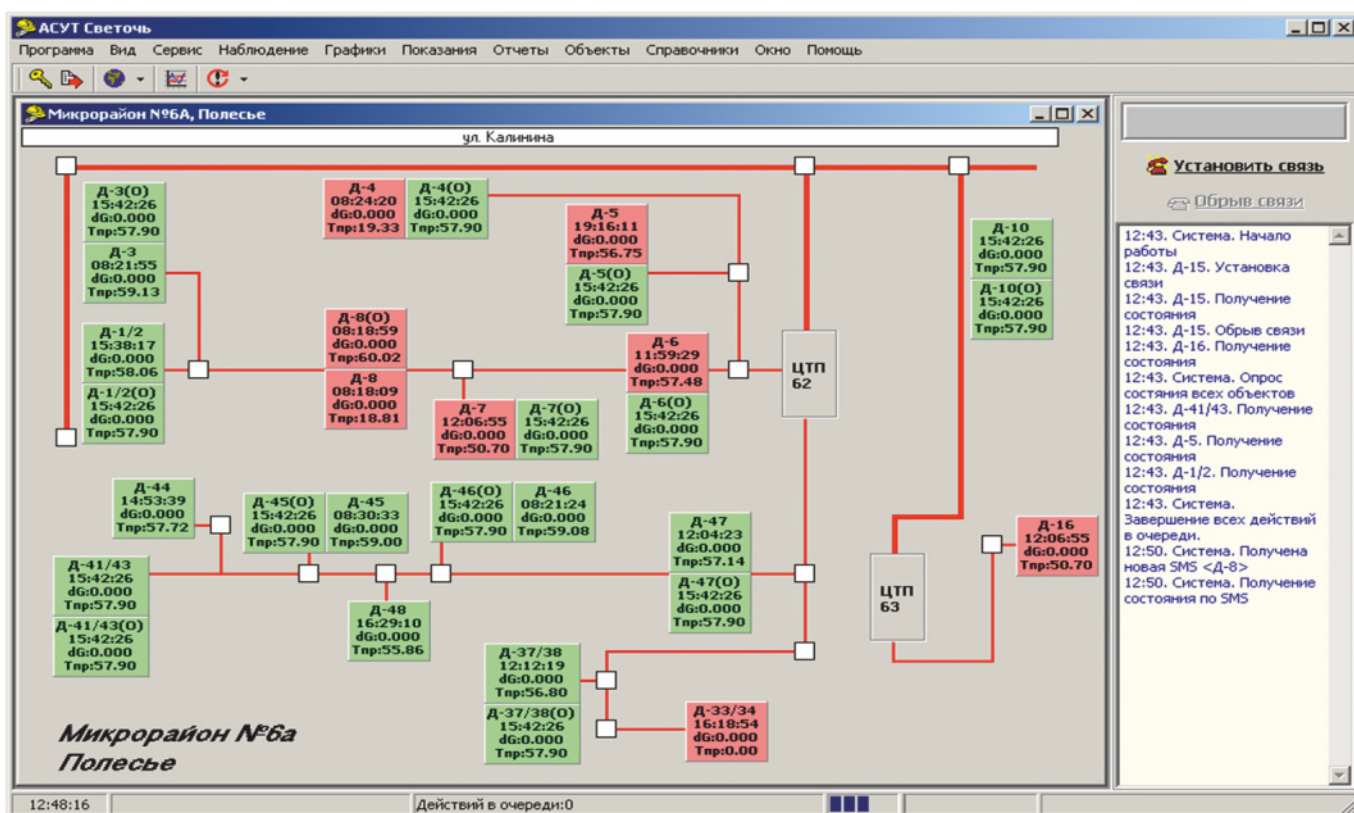 АСУТ Светочь
Программа Вид Сервис Наблюдение Графики Показания Отчеты Объекты Справочники Окно Помощь
Микрорайон №6А, Полесье
ул. Калинина
Д-3(О)
15:42:26
dG:0.000
Тпр:57.90
Д-3
08:21:55
dG:0.000
Тпр:59.13
Д-1/2
15:38:17
dG:0.000
Тпр:58.06
Д-1/2(О)
15:42:26
dG:0.000
Тпр:57.90
Д-4
08:24:20
dG:0.000
Тпр:19.33
Д-4(О)
15:42:26
dG:0.000
Тпр:57.90
Д-5
19:16:11
dG:0.000
Тпр:56.75
Д-5(О)
15:42:26
dG:0.000
Тпр:57.90
Д-8(О)
08:18:59
dG:0.000
Тпр:60.02
Д-8
08:18:09
dG:0.000
Тпр:18.81
Д-7
12:06:55
dG:0.000
Тпр:50.70
Д-7(О)
15:42:26
dG:0.000
Тпр:57.90
Д-6
11:59:29
dG:0.000
Тпр:57.48
Д-6(О)
15:42:26
dG:0.000
Тпр:57.90
ЦТП
62
Д-10
15:42:26
dG:0.000
Тпр:57.90
Д-10(О)
15:42:26
dG:0.000
Тпр:57.90
Д-44
14:53:39
dG:0.000
Тпр:57.72
Д-45(О)
15:42:26
dG:0.000
Тпр:57.90
Д-45
08:30:33
dG:0.000
Тпр:59.00
Д-46(О)
15:42:26
dG:0.000
Тпр:57.90
Д-46
08:21:24
dG:0.000
Тпр:59.08
Д-47
12:04:23
dG:0.000
Тпр:57.14
Д-47(О)
15:42:26
dG:0.000
Тпр:57.90
Д-41/43
15:42:26
dG:0.000
Тпр:57.90
Д-41/43(О)
15:42:26
dG:0.000
Тпр:57.90
Д-48
16:29:10
dG:0.000
Тпр:55.86
ЦТП
63
Д-16
12:06:55
dG:0.000
Тпр:50.70
Д-37/38
12:12:19
dG:0.000
Тпр:56.80
Д-37/38(О)
15:42:26
dG:0.000
Тпр:57.90
Д-33/34
16:18:54
dG:0.000
Тпр:0.00
Микрорайон №6а
Полесье
Установить связь
Обрыв связи
12:43. Система. Начало
работы
12:43. Д-15. Установка
связи
12:43. Д-15. Получение
состояния
12:43. Д-15. Обрыв связи
12:43. Д-16. Получение
состояния
12:43. Система. Опрос
состяния всех объектов
12:43. Д-41/43. Получение
состояния
12:43. Д-5. Получение
состояния
12:43. Д-1/2. Получение
состояния
12:43. Система.
Завершение всех действий
в очереди.
12:50. Система. Получена
новая SMS <Д-8>
12:50. Система. Получение
состояния по SMS
12:48:16
Действий в очереди:0